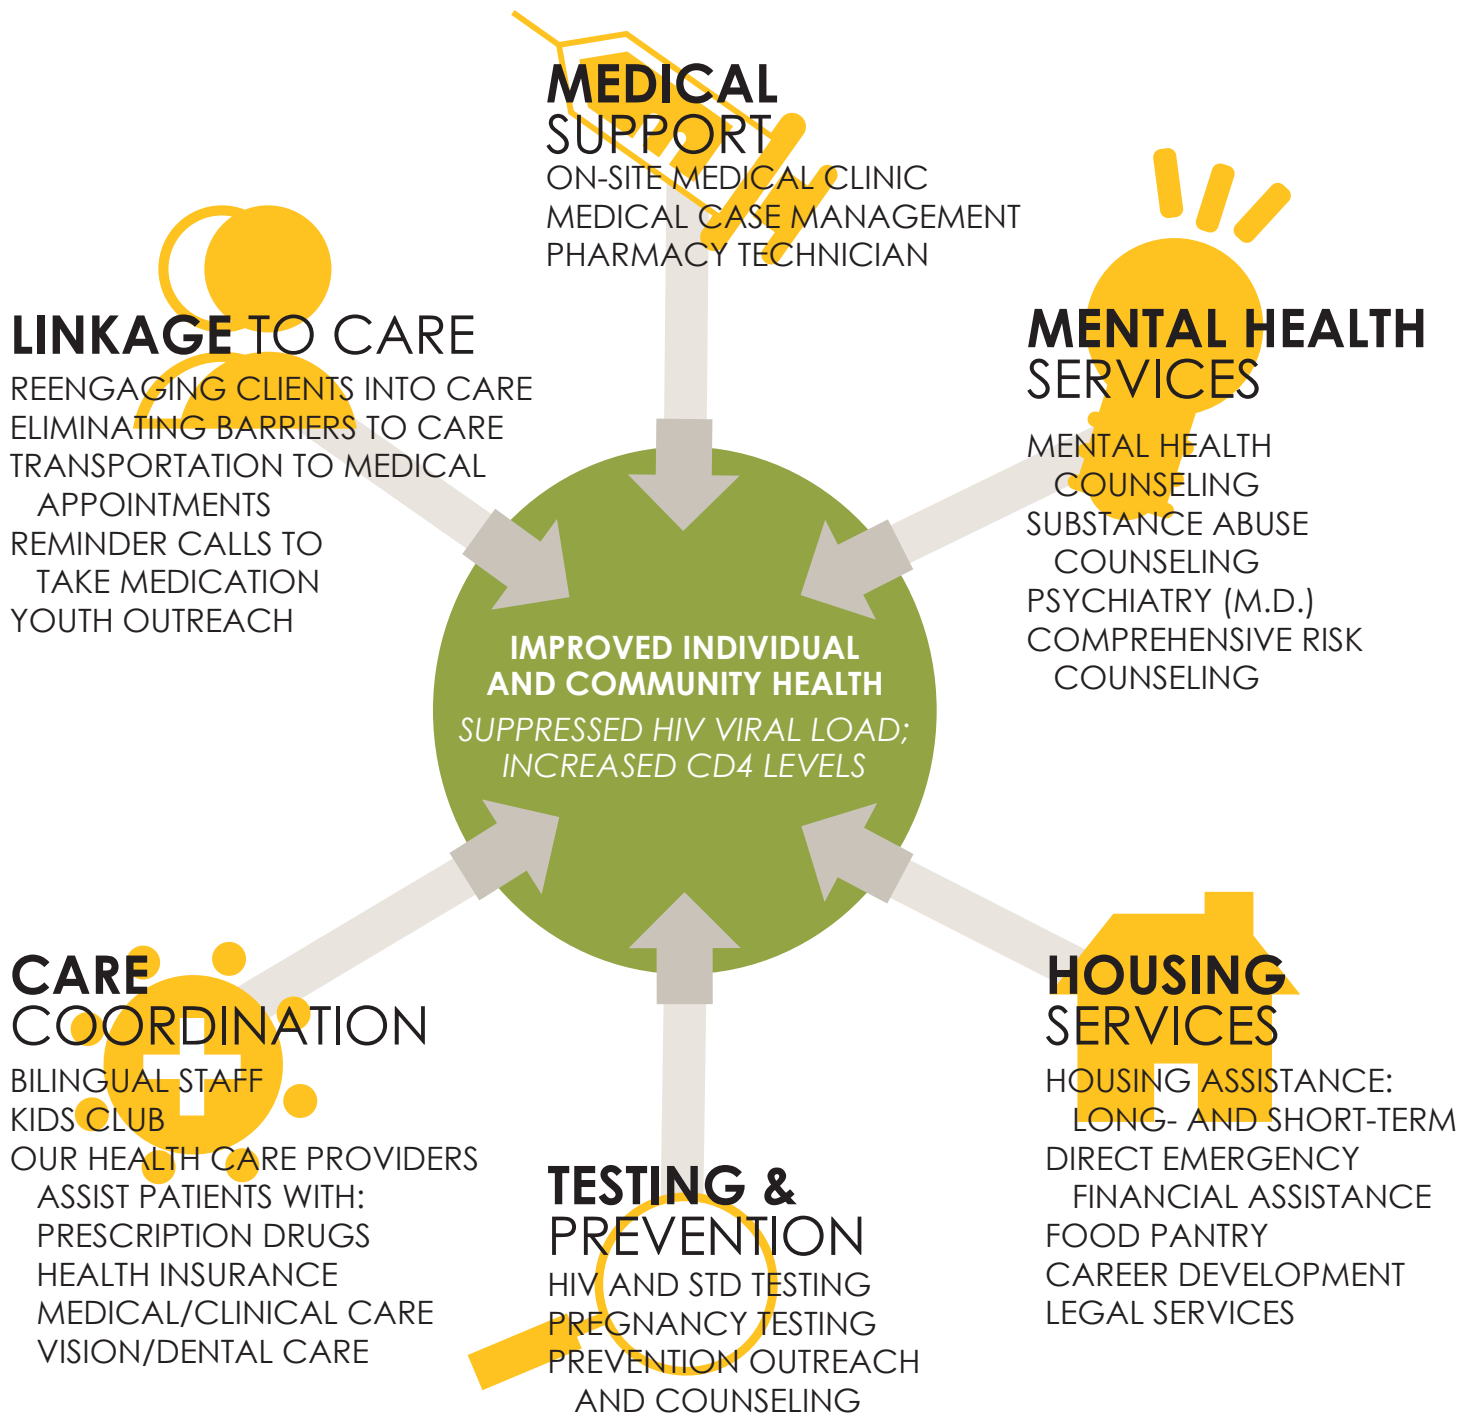 MEDICAL
SUPPORT
ON-SITE MEDICAL CLINIC
MEDICAL CASE MANAGEMENT
PHARMACY TECHNICIAN
LINKAGE TO CARE
REENGAGING CLIENTS INTO CARE
ELIMINATING BARRIERS TO CARE
TRANSPORTATION TO MEDICAL
APPOINTMENTS
REMINDER CALLS TO
TAKE MEDICATION
YOUTH OUTREACH
MENTAL HEALTH
SERVICES
MENTAL HEALTH
COUNSELING
SUBSTANCE ABUSE
COUNSELING
PSYCHIATRY (M.D.)
COMPREHENSIVE RISK
COUNSELING
IMPROVED INDIVIDUAL
AND COMMUNITY HEALTH
SUPPRESSED HIV VIRAL LOAD;
INCREASED CD4 LEVELS
CARE
COORDINATION
BILINGUAL STAFF
KIDS CLUB
OUR HEALTH CARE PROVIDERS
ASSIST PATIENTS WITH:
PRESCRIPTION DRUGS
HEALTH INSURANCE
MEDICAL/CLINICAL CARE
VISION/DENTAL CARE
TESTING &
PREVENTION
HIV AND STD TESTING
PREGNANCY TESTING
PREVENTION OUTREACH
AND COUNSELING
HOUSING
SERVICES
HOUSING ASSISTANCE:
LONG- AND SHORT-TERM
DIRECT EMERGENCY
FINANCIAL ASSISTANCE
FOOD PANTRY
CAREER DEVELOPMENT
LEGAL SERVICES